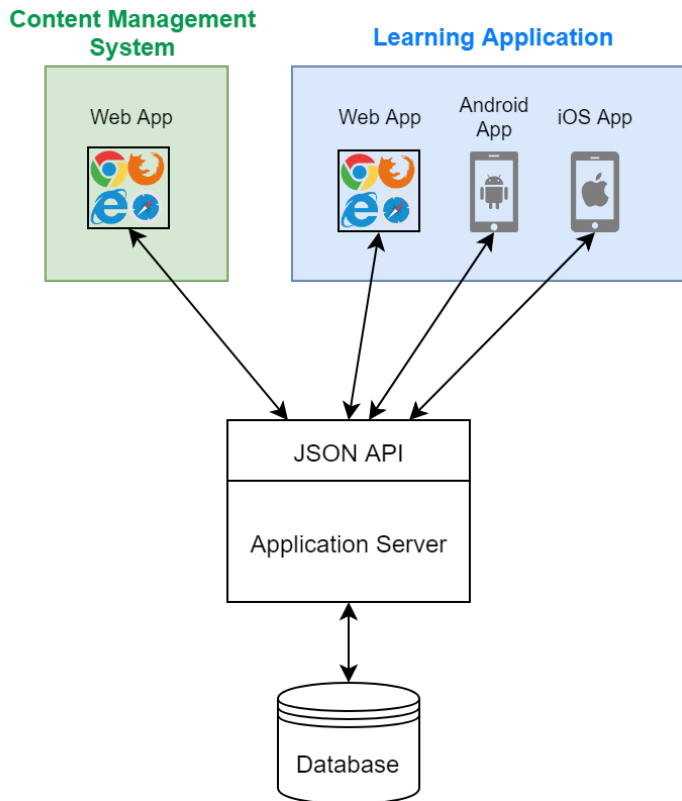 Content Management
System
Learning Application
Web App
Web App
Android
App
iOS App
JSON API
Application Server
Database